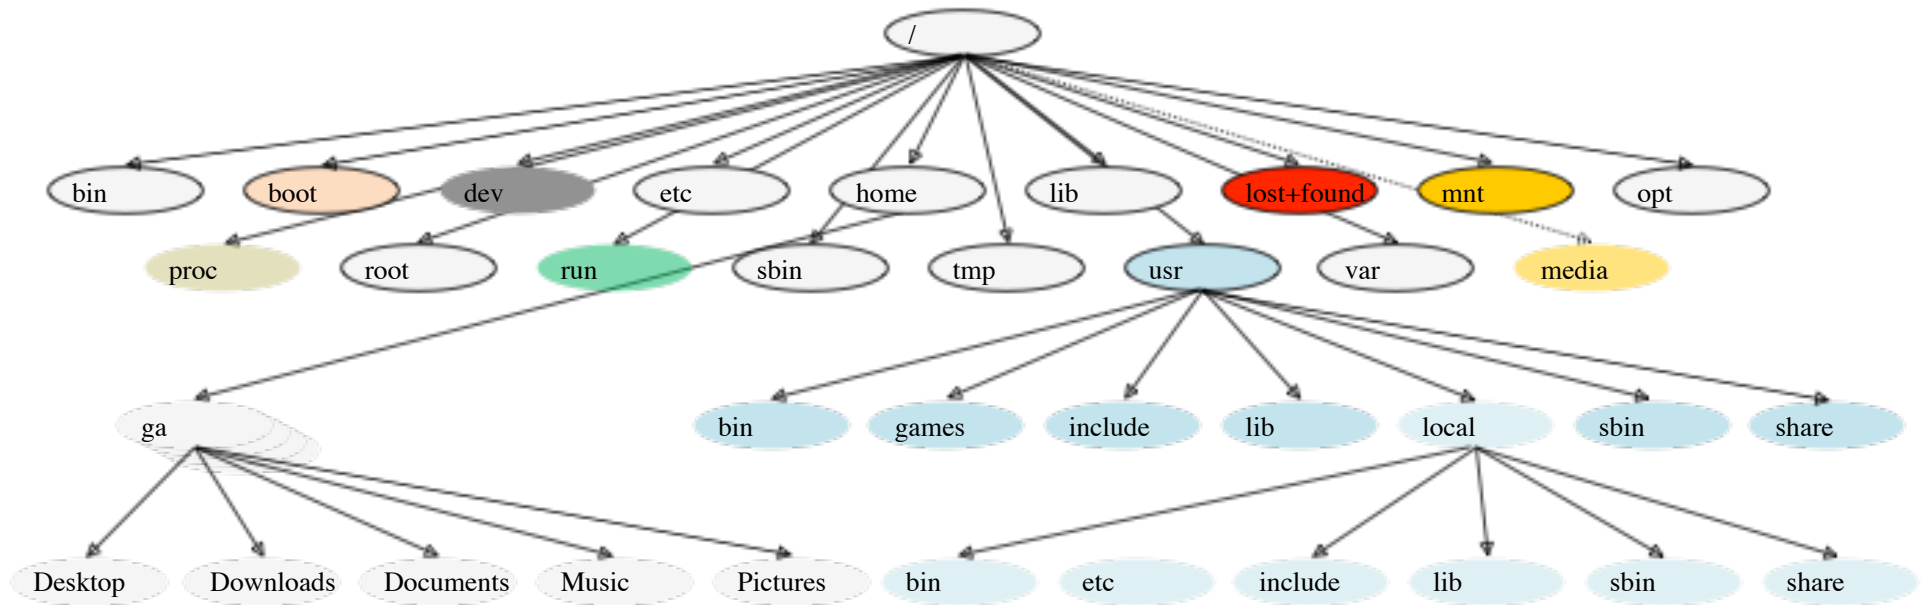 /
bin boot dev etc home lib lost+found mnt opt
proc root run sbin tmp usr var media
ga bin games include lib local sbin share
Desktop Downloads Documents Music Pictures bin etc include lib sbin share